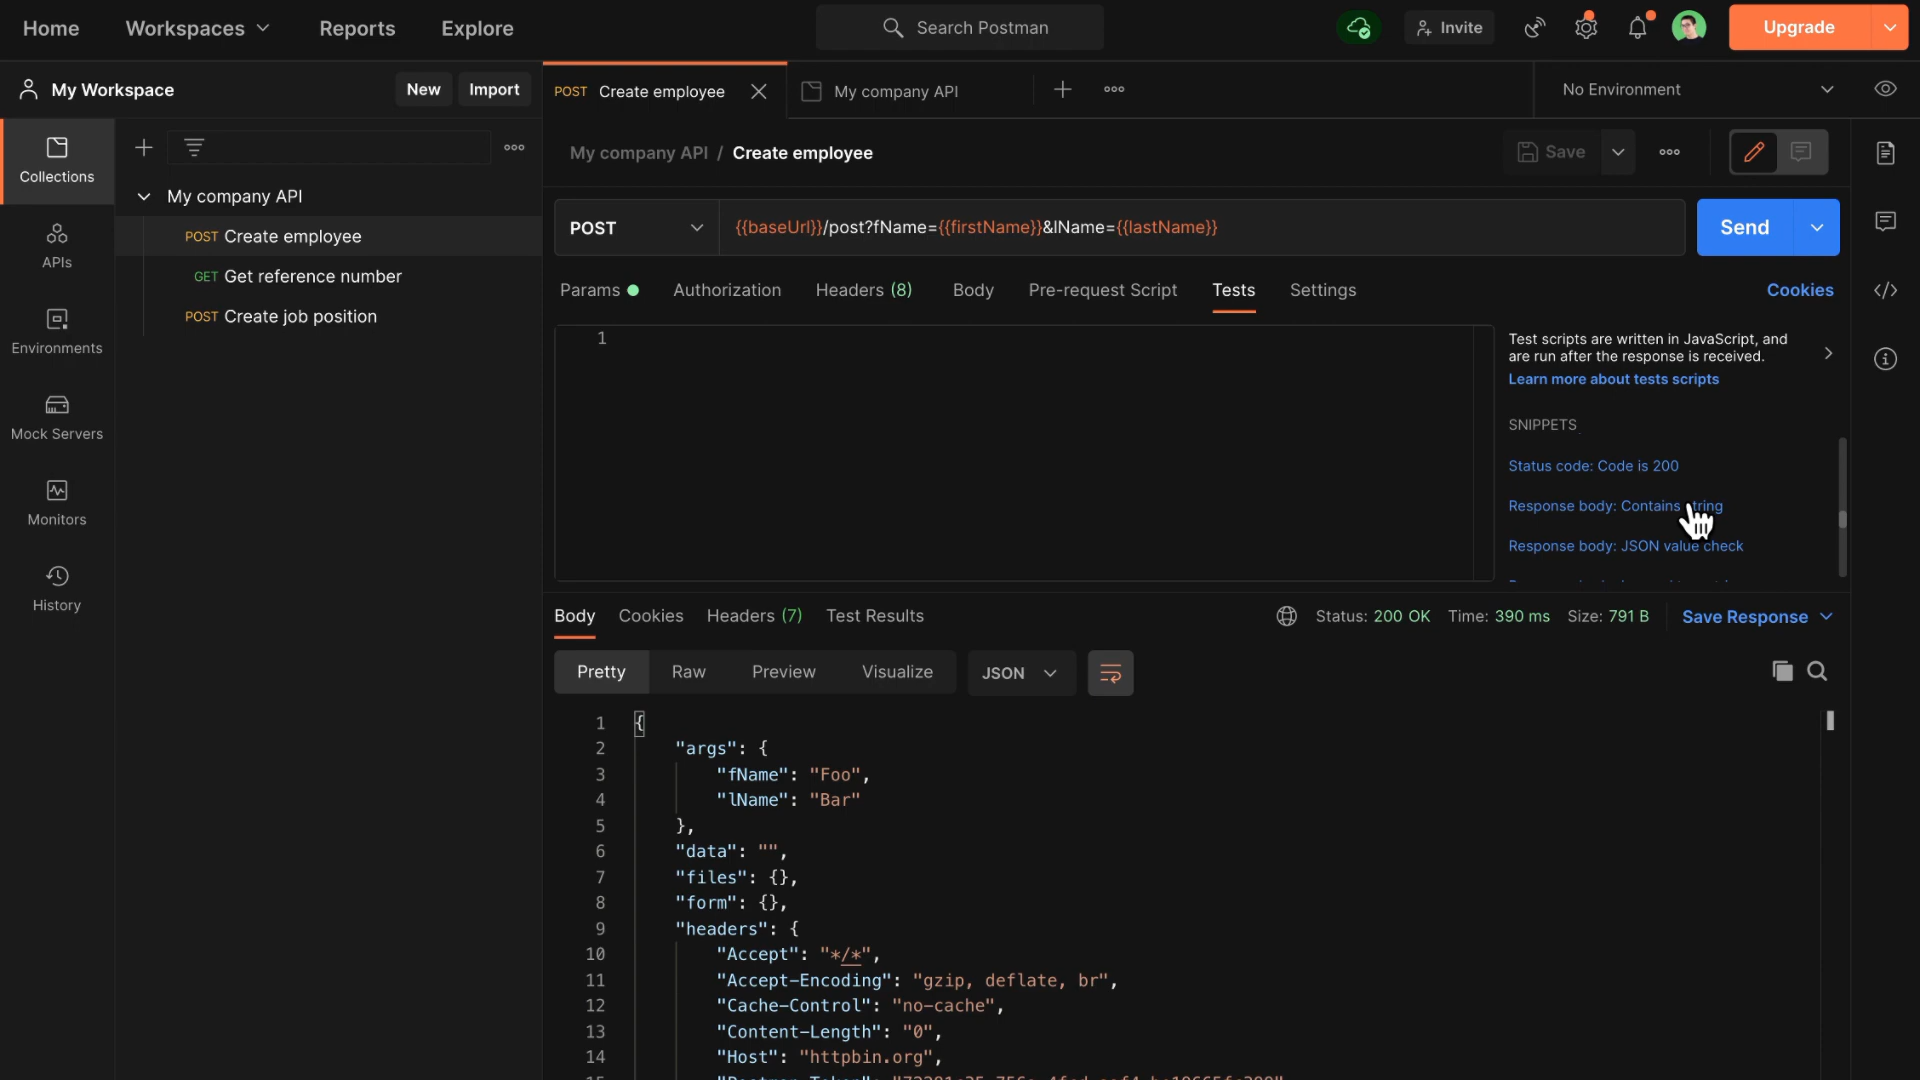 Home Workspaces Reports Explore Search Postman Invite Upgrade
My Workspace New Import POST Create employee My company API No Environment
Collections
APIs
Environments
Mock Servers
Monitors
History
My company API
POST Create employee
GET Get reference number
POST Create job position
My company API / Create employee Save
POST {{baseUrl}}/post?fName={{firstName}}&lName={{lastName}} Send
Params Authorization Headers (8) Body Pre-request Script Tests Settings Cookies
1
Test scripts are written in JavaScript, and
are run after the response is received.
Learn more about tests scripts
SNIPPETS
Status code: Code is 200
Response body: Contains string
Response body: JSON value check
Body Cookies Headers (7) Test Results Status: 200 OK Time: 390 ms Size: 791 B Save Response
Pretty Raw Preview Visualize JSON
1 {
2 "args": {
3 "fName": "Foo",
4 "lName": "Bar"
5 },
6 "data": "",
7 "files": {},
8 "form": {},
9 "headers": {
10 "Accept": "*/*",
11 "Accept-Encoding": "gzip, deflate, br",
12 "Cache-Control": "no-cache",
13 "Content-Length": "0",
14 "Host": "httpbin.org",